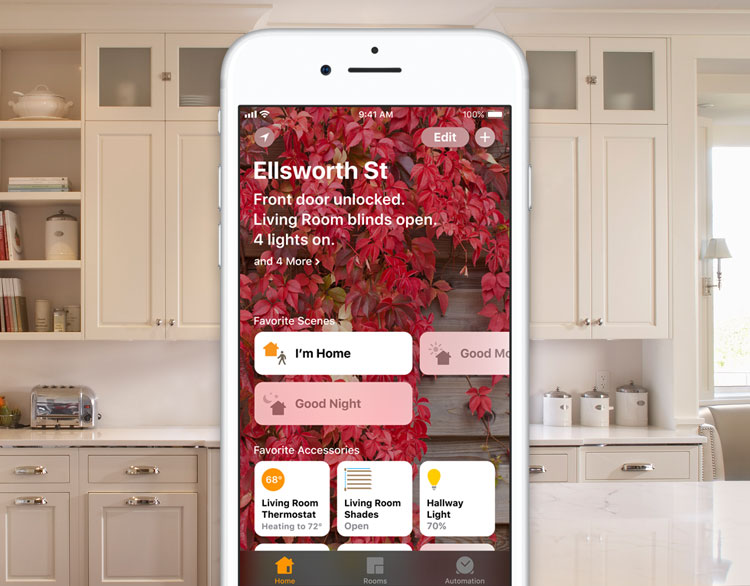 9:41 AM
100%
Edit
Ellsworth St
Front door unlocked.
Living Room blinds open.
4 lights on.
and 4 More >
Favorite Scenes
I'm Home
Good Mo
Good Night
Favorite Accessories
68°
Living Room
Thermostat
Heating to 72°
Living Room
Shades
Open
Hallway
Light
70%
Home
Rooms
Automation